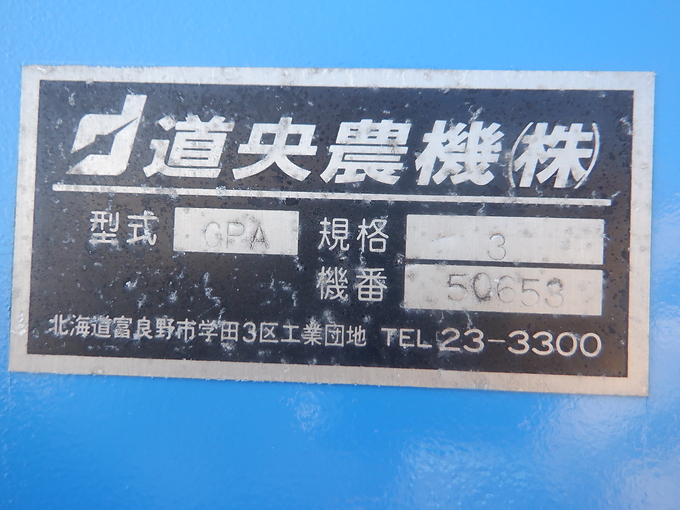 道央農機(株)
型式 GPA 規格 3
機番 50653
北海道富良野市学田3区工業団地 TEL 23-3300